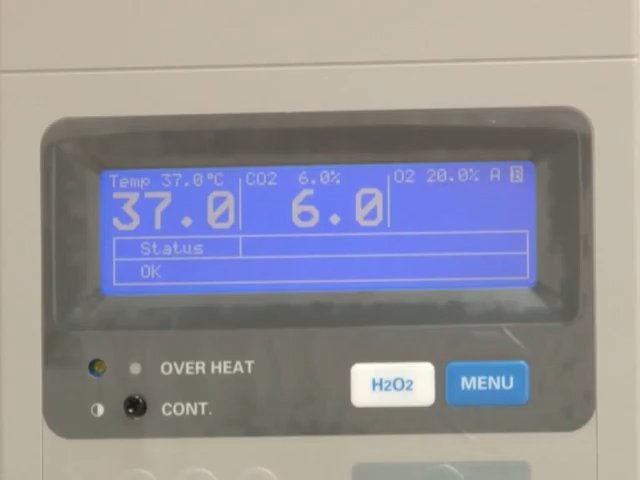 Temp 37.0°C CO2 6.0% O2 20.0% A B
37.0 6.0
Status
OK
OVER HEAT
H2O2 MENU
CONT.